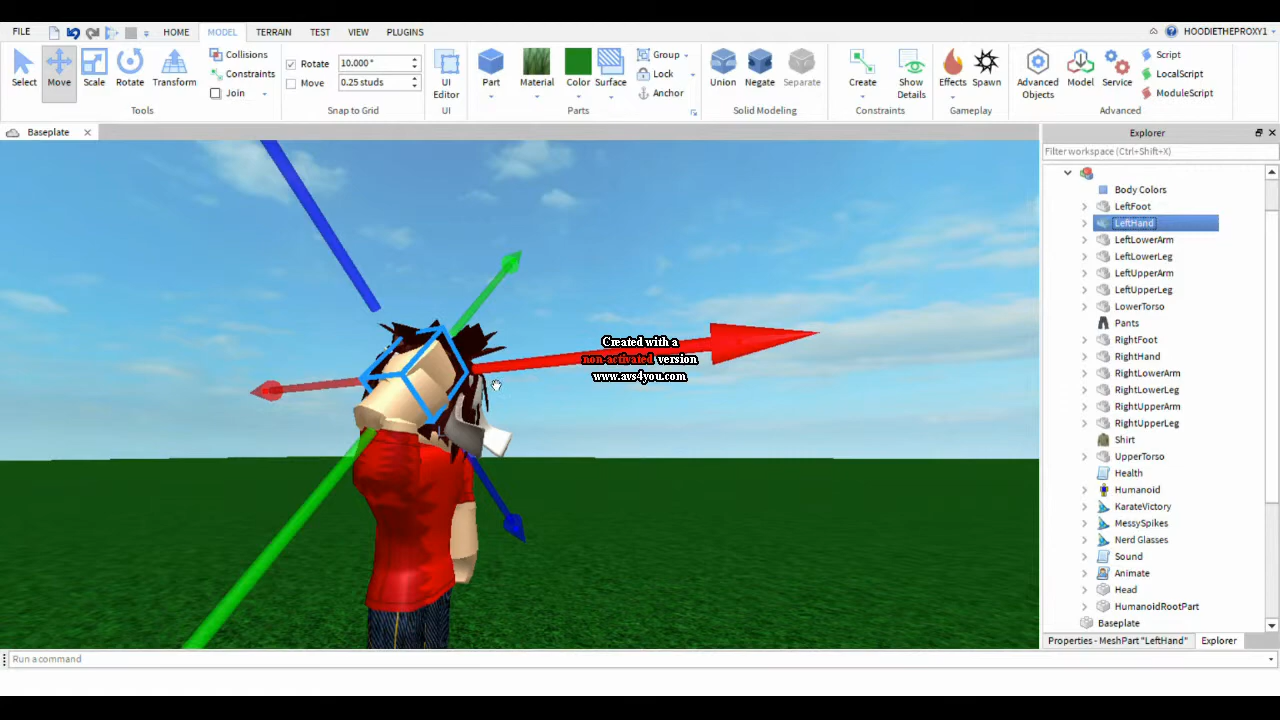 FILE HOME MODEL TERRAIN TEST VIEW PLUGINS HOODIETHEPROXY1
Select Move Scale Rotate Transform
Collisions
Constraints
Join
Tools
Rotate 10.000 °
Move 0.25 studs
Snap to Grid
UI
Editor
UI
Part Material Color Surface
Group
Lock
Anchor
Parts
Union Negate Separate
Solid Modeling
Create Show
Details
Constraints
Effects Spawn
Gameplay
Advanced
Objects
Model Service
Script
LocalScript
ModuleScript
Advanced
Baseplate
Explorer
Filter workspace (Ctrl+Shift+X)
Body Colors
LeftFoot
LeftHand
LeftLowerArm
LeftLowerLeg
LeftUpperArm
LeftUpperLeg
LowerTorso
Pants
RightFoot
RightHand
RightLowerArm
RightLowerLeg
RightUpperArm
RightUpperLeg
Shirt
UpperTorso
Health
Humanoid
KarateVictory
MessySpikes
Nerd Glasses
Sound
Animate
Head
HumanoidRootPart
Baseplate
Properties - MeshPart "LeftHand" Explorer
Created with a
non-activated version
www.avs4you.com
Run a command